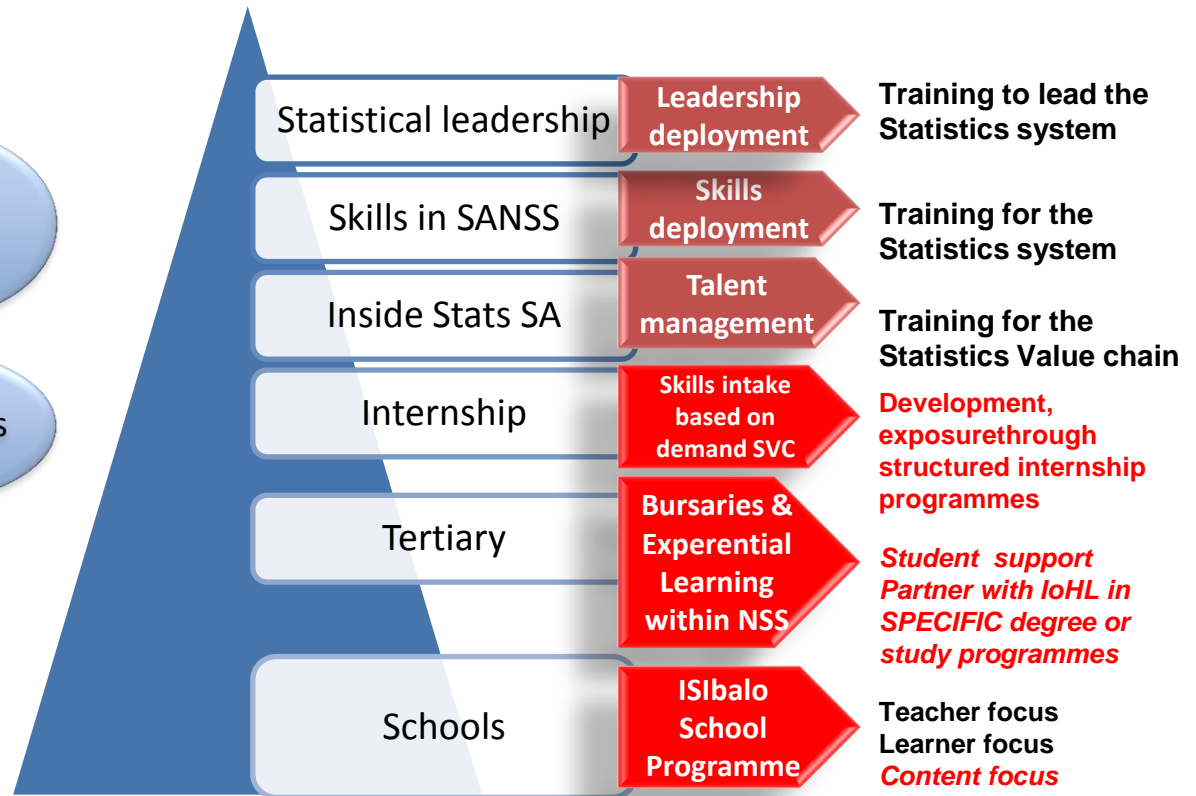 Statistical leadership
Leadership
deployment
Training to lead the
Statistics system
Skills in SANSS
Skills
deployment
Training for the
Statistics system
Inside Stats SA
Talent
management
Training for the
Statistics Value chain
s
Internship
Skills intake
based on
demand SVC
Development,
exposurethrough
structured internship
programmes
Tertiary
Bursaries &
Experential
Learning
within NSS
Student support
Partner with IoHL in
SPECIFIC degree or
study programmes
Schools
ISIbalo
School
Programme
Teacher focus
Learner focus
Content focus